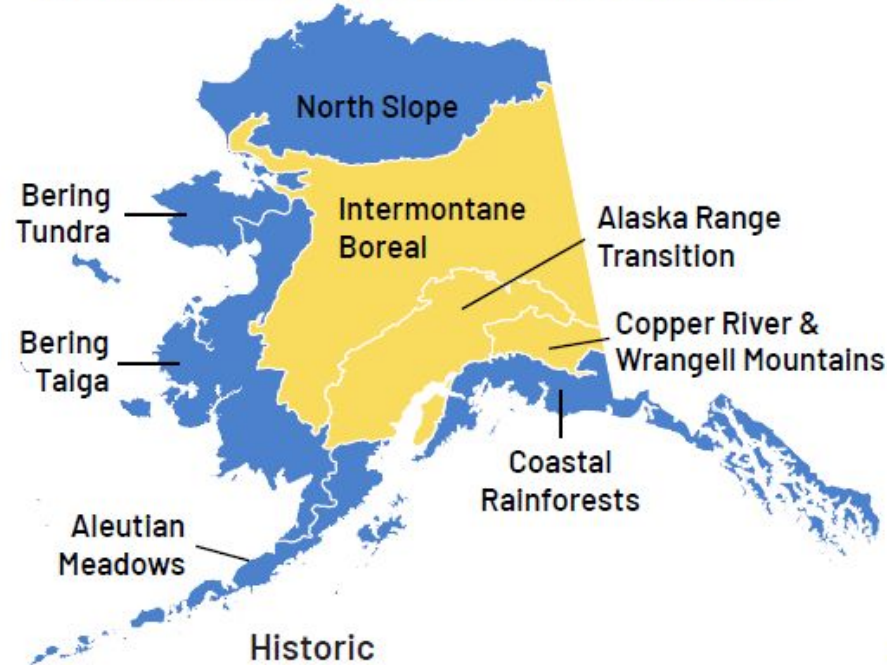 North Slope
Bering
Tundra
Intermontane
Boreal
Alaska Range
Transition
Bering
Taiga
Copper River &
Wrangell Mountains
Coastal
Rainforests
Aleutian
Meadows
Historic